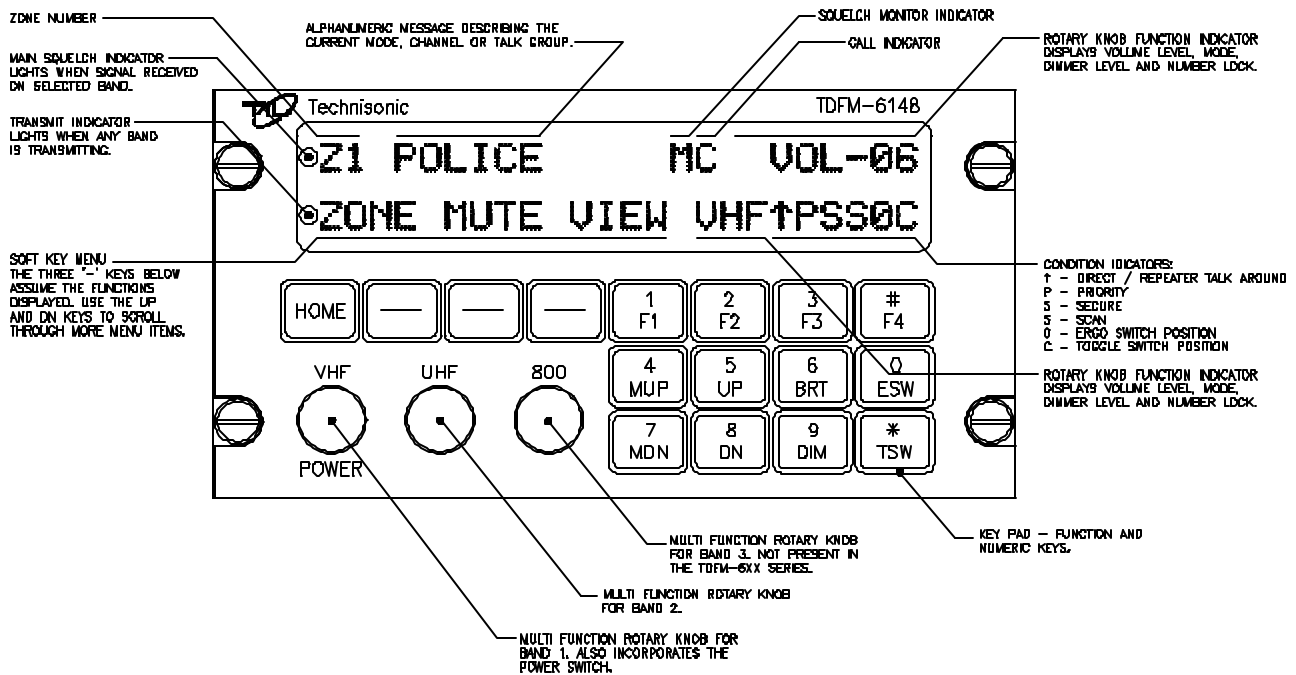 ZONE NUMBER
MAIN SQUELCH INDICATOR
LIGHTS WHEN SIGNAL RECEIVED
ON SELECTED BAND.
TRANSMIT INDICATOR
LIGHTS WHEN ANY BAND
IS TRANSMITTING.
ALPHANUMERIC MESSAGE DESCRIBING THE
CURRENT MODE, CHANNEL OR TALK GROUP.
SQUELCH MONITOR INDICATOR
CALL INDICATOR
ROTARY KNOB FUNCTION INDICATOR
DISPLAYS VOLUME LEVEL, MODE,
DIMMER LEVEL AND NUMBER LOCK.
Technisonic
TDFM-6148
Z1 POLICE MC VOL-06
ZONE MUTE VIEW VHF↑PSS0C
SOFT KEY MENU
THE THREE "-" KEYS BELOW
ASSUME THE FUNCTIONS
DISPLAYED. USE THE UP
AND DN KEYS TO SCROLL
THROUGH MORE MENU ITEMS.
CONDITION IDICATORS:
↑ - DIRECT / REPEATER TALK AROUND
P - PRIORITY
S - SECURE
S - SCAN
0 - ERGO SWITCH POSITION
C - TOGGLE SWITCH POSITION
ROTARY KNOB FUNCTION INDICATOR
DISPLAYS VOLUME LEVEL, MODE,
DIMMER LEVEL AND NUMBER LOCK.
HOME
1
F1
2
F2
3
F3
#
F4
4
MUP
5
UP
6
BRT
0
ESW
7
MDN
8
DN
9
DIM
*
TSW
VHF
UHF
800
POWER
KEY PAD - FUNCTION AND
NUMERIC KEYS.
MULTI FUNCTION ROTARY KNOB
FOR BAND 3. NOT PRESENT IN
THE TDFM-6XX SERIES.
MULTI FUNCTION ROTARY KNOB
FOR BAND 2.
MULTI FUNCTION ROTARY KNOB FOR
BAND 1. ALSO INCORPORATES THE
POWER SWITCH.